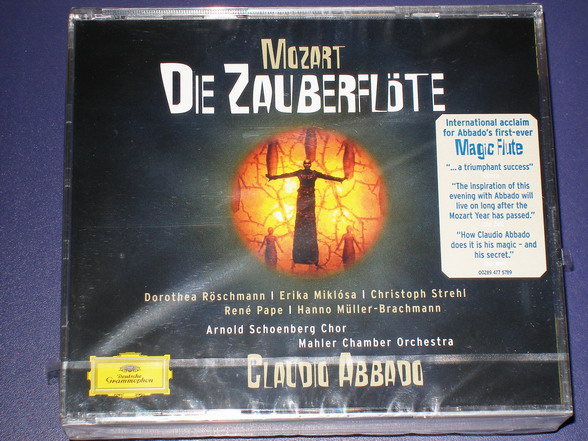 MOZART
DIE ZAUBERFLÖTE
International acclaim
for Abbado's first-ever
Magic Flute
"... a triumphant success"
"The inspiration of this
evening with Abbado will
live on long after the
Mozart Year has passed."
"How Claudio Abbado
does it is his magic – and
his secret."
00289 477 5789
Dorothea Röschmann | Erika Miklósa | Christoph Strehl
René Pape | Hanno Müller-Brachmann
Arnold Schoenberg Chor
Mahler Chamber Orchestra
Deutsche
Grammophon
CLAUDIO ABBADO